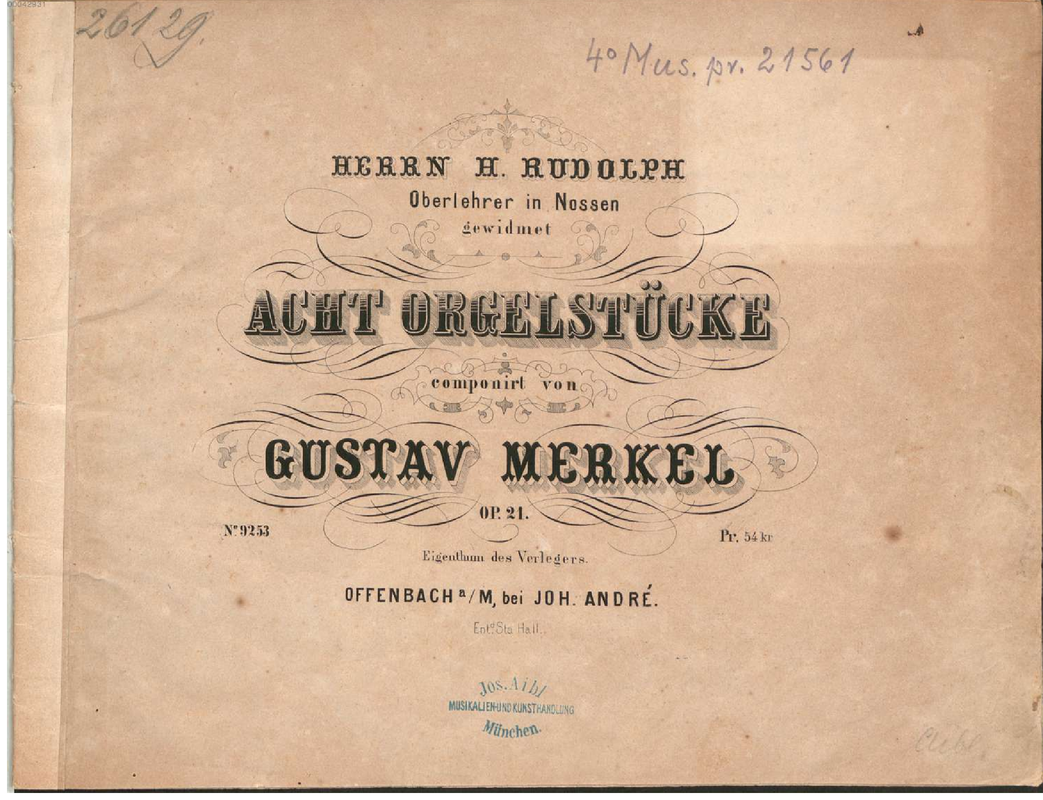 00042931
26129.
4° Mus. pr. 21561
HERRN H. RUDOLPH
Oberlehrer in Nossen
gewidmet
ACHT ORGELSTÜCKE
componirt von
GUSTAV MERKEL
OP. 21.
No 9253
Pr. 54 kr
Eigenthum des Verlegers.
OFFENBACH a/M, bei JOH. ANDRÉ.
Entd Sta Hall.
Jos. Aibl
MUSIKALIEN-UND KUNSTHANDLUNG
München.
Aibl.